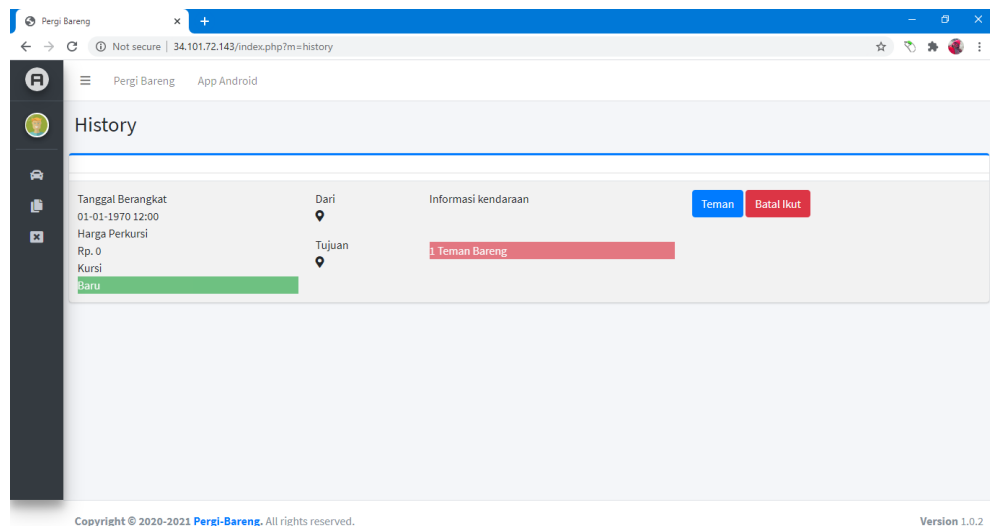 Pergi Bareng
Not secure | 34.101.72.143/index.php?m=history
Pergi Bareng App Android
History
Tanggal Berangkat
01-01-1970 12:00
Harga Perkursi
Rp. 0
Kursi
Baru
Dari
Tujuan
Informasi kendaraan
1 Teman Bareng
Teman Batal Ikut
Copyright © 2020-2021 Pergi-Bareng. All rights reserved.
Version 1.0.2